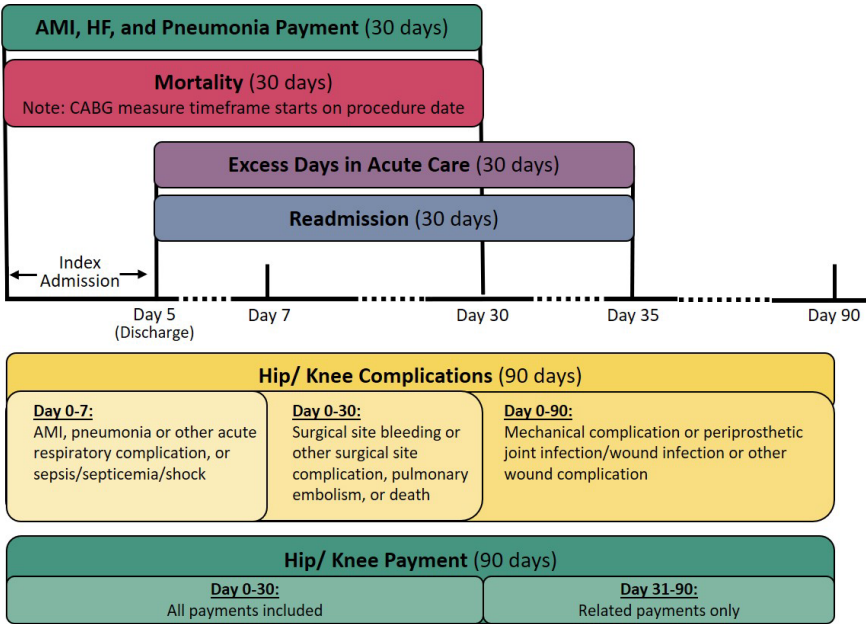 AMI, HF, and Pneumonia Payment (30 days)
Mortality (30 days)
Note: CABG measure timeframe starts on procedure date
Excess Days in Acute Care (30 days)
Readmission (30 days)
Index
Admission
Day 5
(Discharge)
Day 7
Day 30
Day 35
Day 90
Hip/ Knee Complications (90 days)
Day 0-7:
AMI, pneumonia or other acute
respiratory complication, or
sepsis/septicemia/shock
Day 0-30:
Surgical site bleeding or
other surgical site
complication, pulmonary
embolism, or death
Day 0-90:
Mechanical complication or periprosthetic
joint infection/wound infection or other
wound complication
Hip/ Knee Payment (90 days)
Day 0-30:
All payments included
Day 31-90:
Related payments only